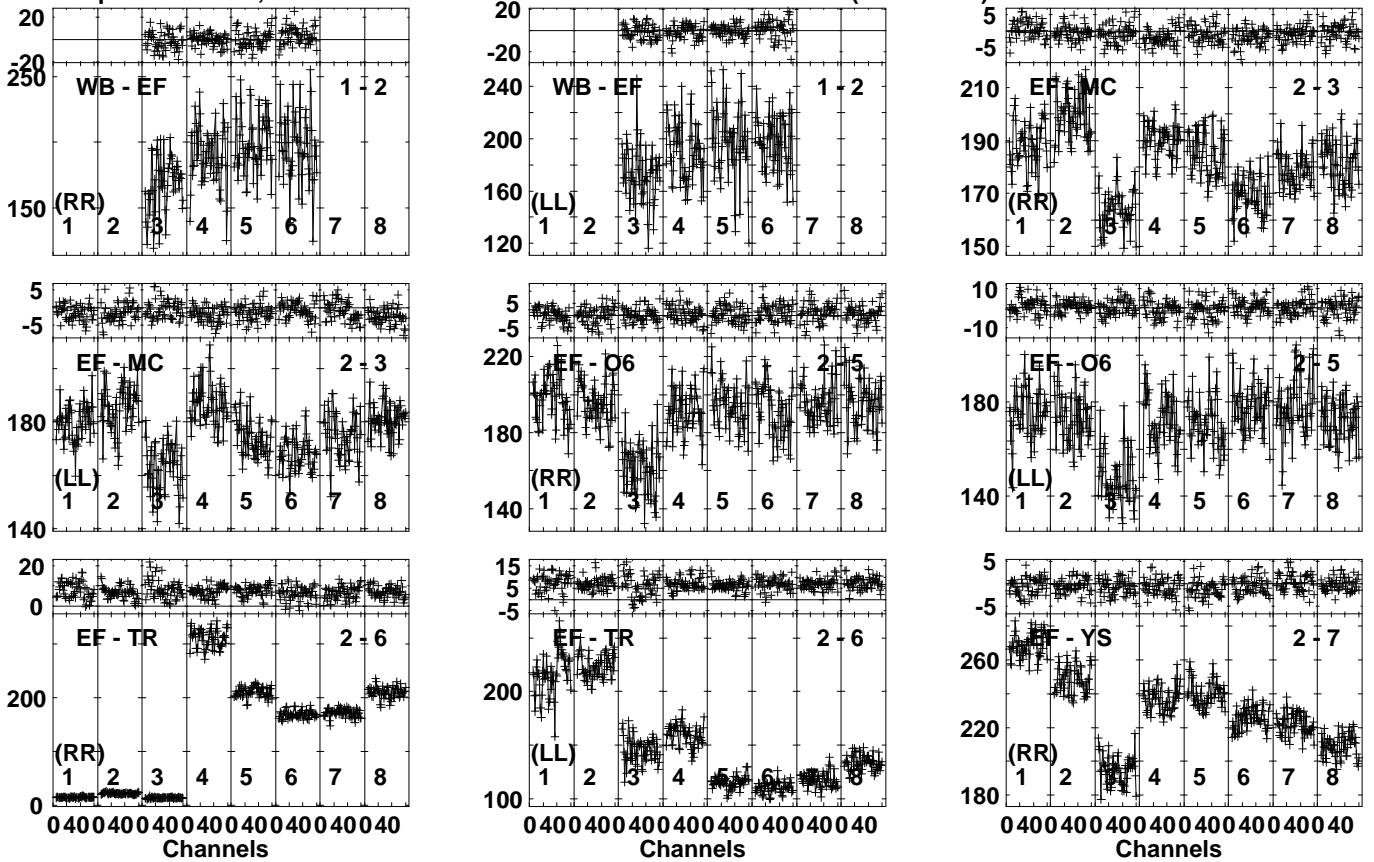 20
-20
250
150
WB - EF 1 - 2
(RR)
1 2 3 4 5 6 7 8
20
-20
240
200
160
120
WB - EF 1 - 2
(LL)
1 2 3 4 5 6 7 8
5
-5
210
190
170
150
EF - MC 2 - 3
(RR)
1 2 3 4 5 6 7 8
5
-5
180
140
EF - MC 2 - 3
(LL)
1 2 3 4 5 6 7 8
5
-5
220
180
140
EF - O6 2 - 5
(RR)
1 2 3 4 5 6 7 8
10
-10
180
140
EF - O6 2 - 5
(LL)
1 2 3 4 5 6 7 8
20
0
200
0
EF - TR 2 - 6
(RR)
1 2 3 4 5 6 7 8
0 40 0 40 0 40 0 40 0 40 0 40 0 40 0 40
Channels
15
5
-5
200
100
EF - TR 2 - 6
(LL)
1 2 3 4 5 6 7 8
0 40 0 40 0 40 0 40 0 40 0 40 0 40 0 40
Channels
5
-5
260
220
180
EF - YS 2 - 7
(RR)
1 2 3 4 5 6 7 8
0 40 0 40 0 40 0 40 0 40 0 40 0 40 0 40
Channels